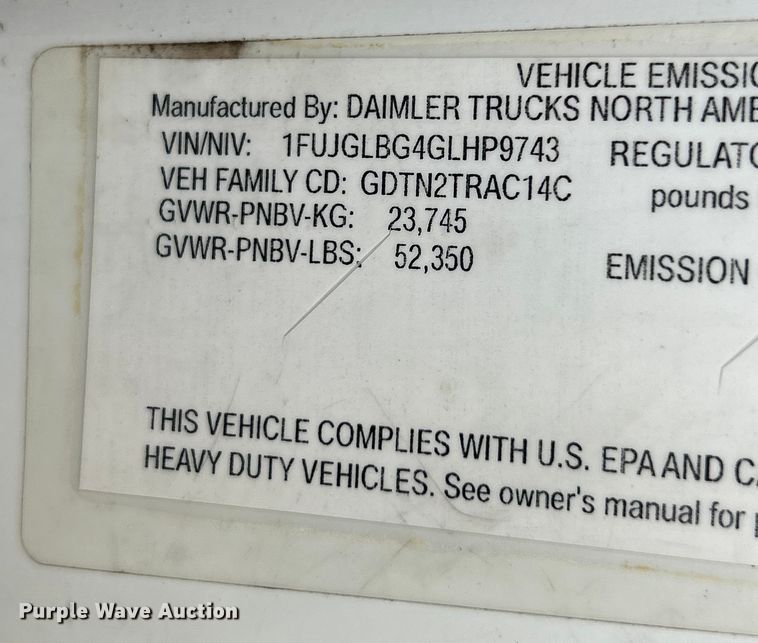 VEHICLE EMISSIO
Manufactured By: DAIMLER TRUCKS NORTH AME
VIN/NIV: 1FUJGLBG4GLHP9743 REGULATO
VEH FAMILY CD: GDTN2TRAC14C pounds
GVWR-PNBV-KG: 23,745
GVWR-PNBV-LBS: 52,350 EMISSION
THIS VEHICLE COMPLIES WITH U.S. EPA AND CA
HEAVY DUTY VEHICLES. See owner's manual for p
Purple Wave Auction